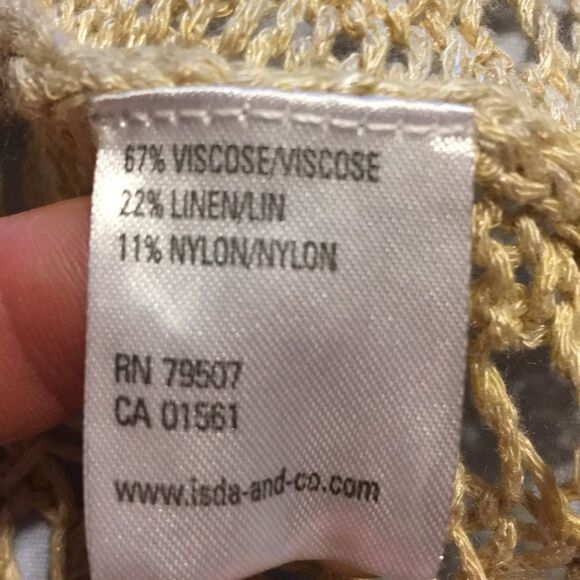 67% VISCOSE/VISCOSE
22% LINEN/LIN
11% NYLON/NYLON
RN 79507
CA 01561
www.isda-and-co.com